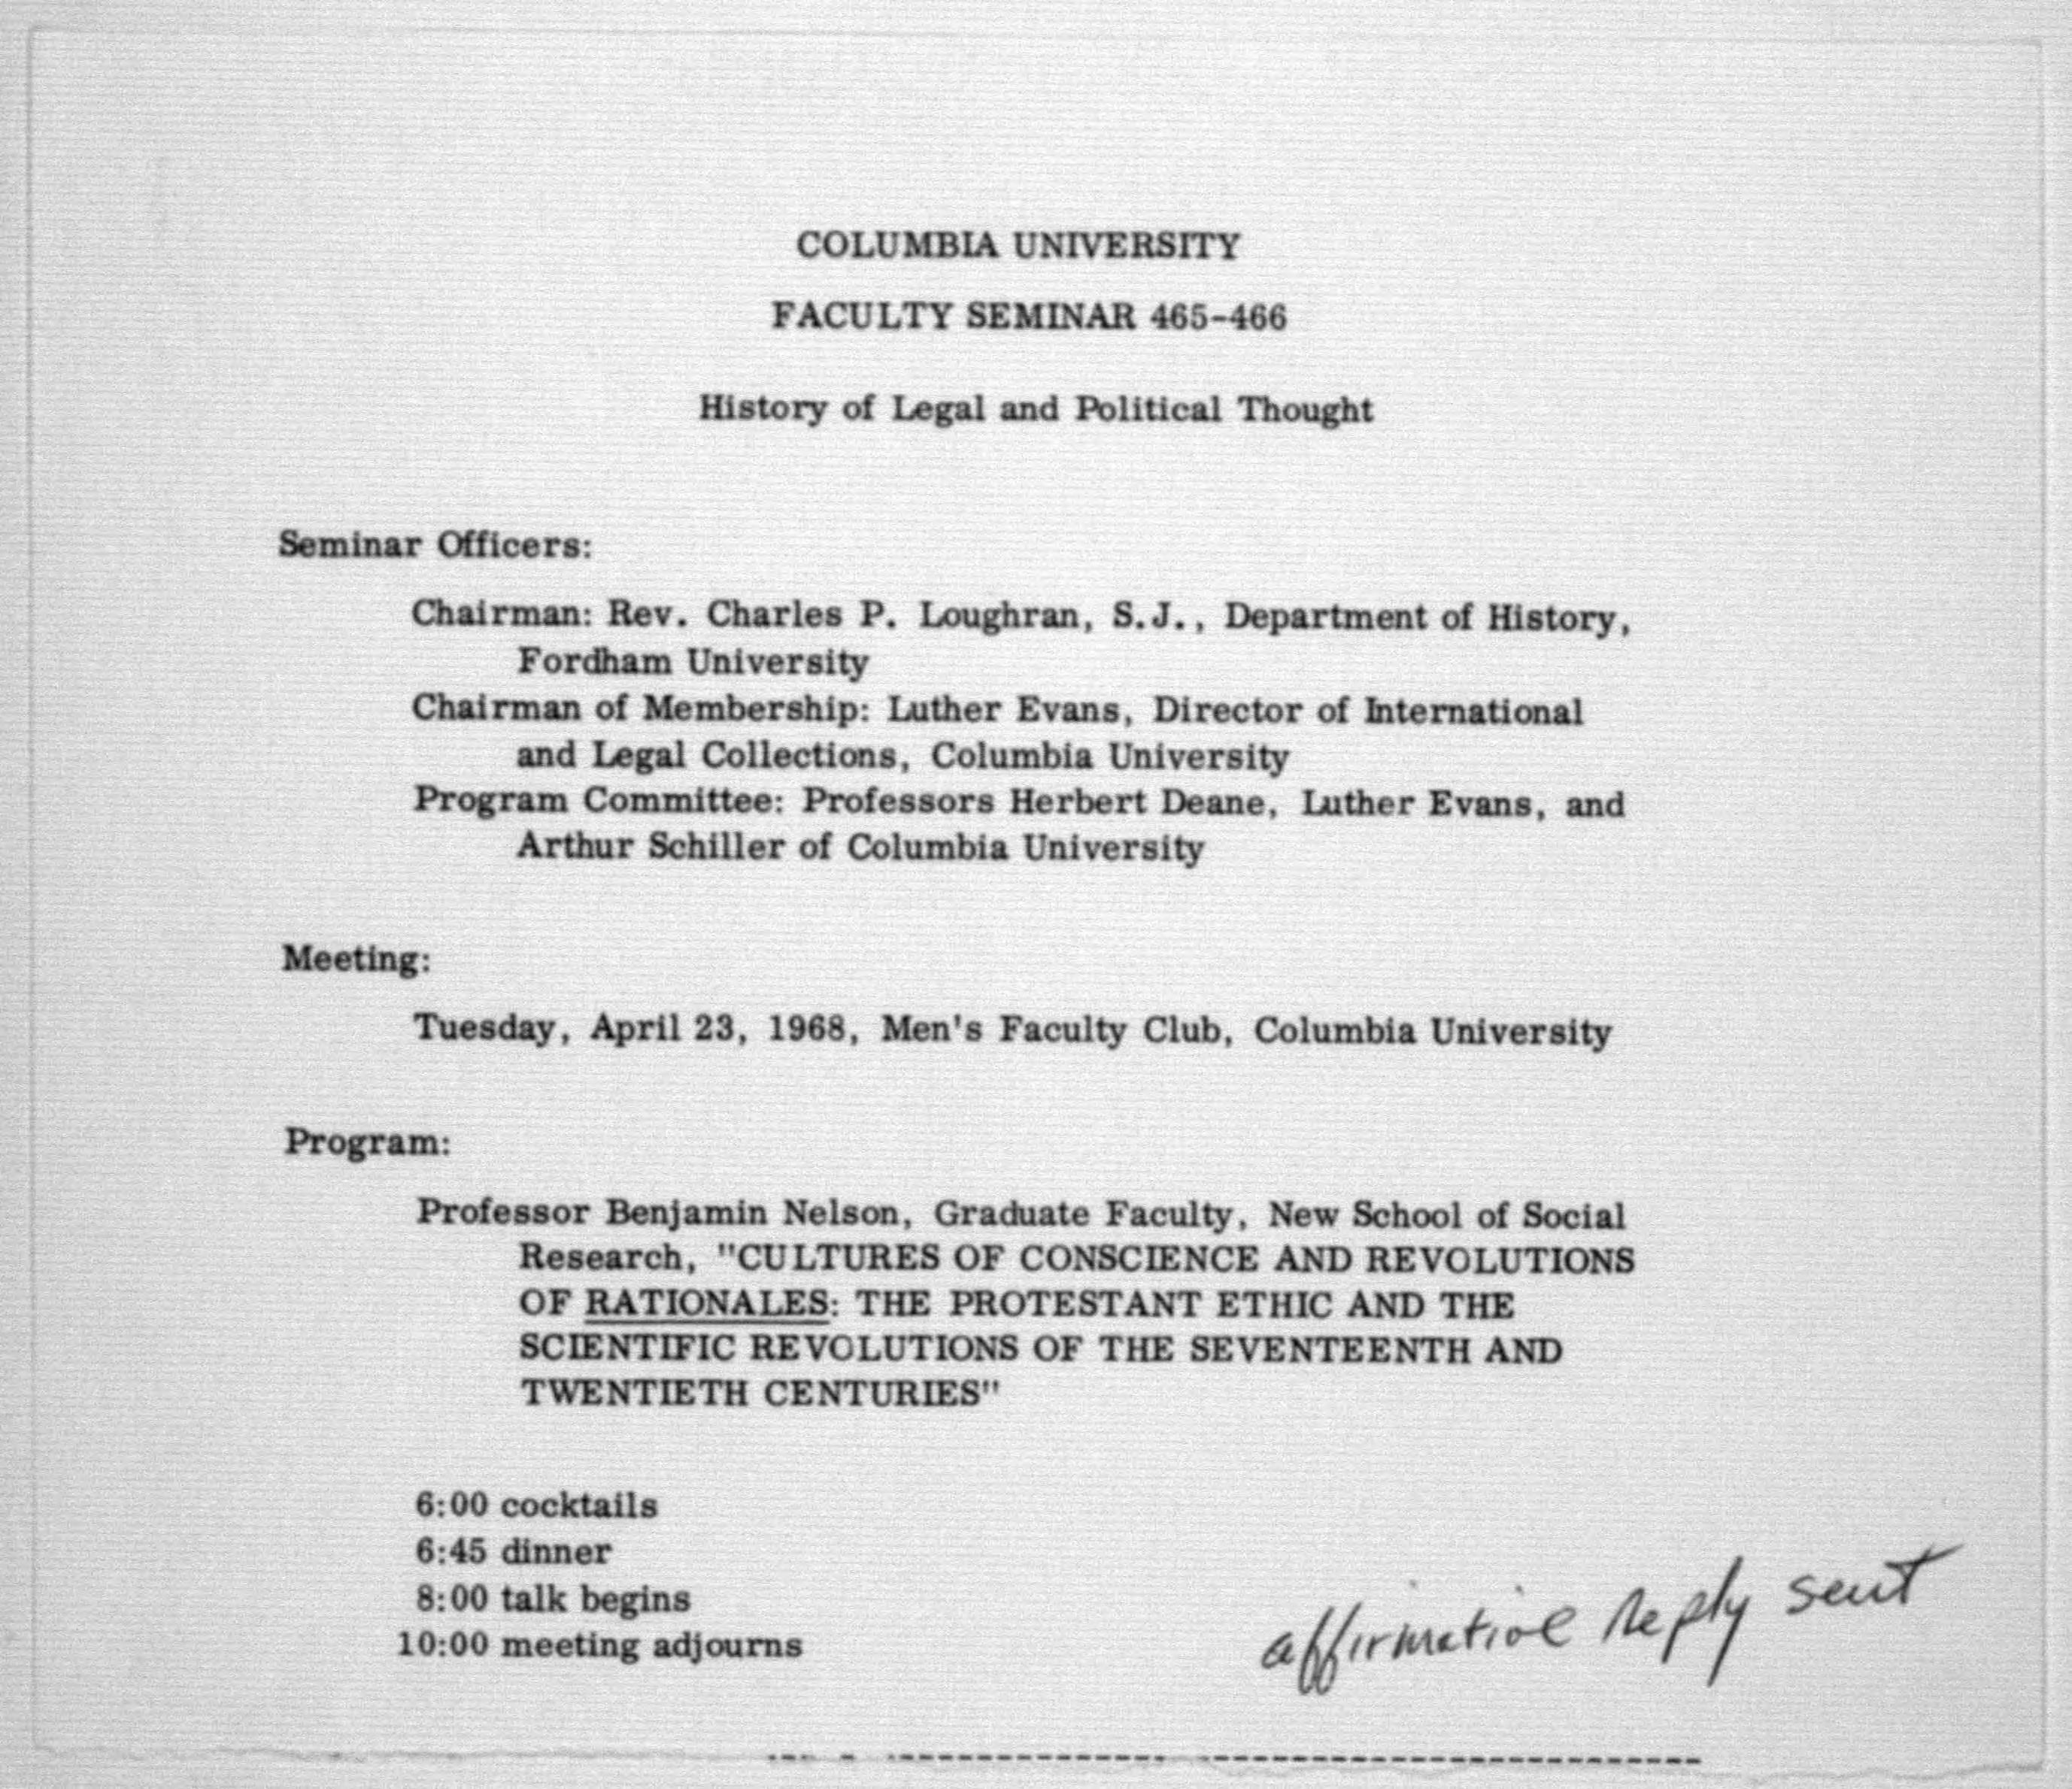 COLUMBIA UNIVERSITY
FACULTY SEMINAR 465-466
History of Legal and Political Thought
Seminar Officers:
Chairman: Rev. Charles P. Loughran, S.J., Department of History,
Fordham University
Chairman of Membership: Luther Evans, Director of International
and Legal Collections, Columbia University
Program Committee: Professors Herbert Deane, Luther Evans, and
Arthur Schiller of Columbia University
Meeting:
Tuesday, April 23, 1968, Men's Faculty Club, Columbia University
Program:
Professor Benjamin Nelson, Graduate Faculty, New School of Social
Research, "CULTURES OF CONSCIENCE AND REVOLUTIONS
OF RATIONALES: THE PROTESTANT ETHIC AND THE
SCIENTIFIC REVOLUTIONS OF THE SEVENTEENTH AND
TWENTIETH CENTURIES"
6:00 cocktails
6:45 dinner
8:00 talk begins
10:00 meeting adjourns
affirmative reply sent